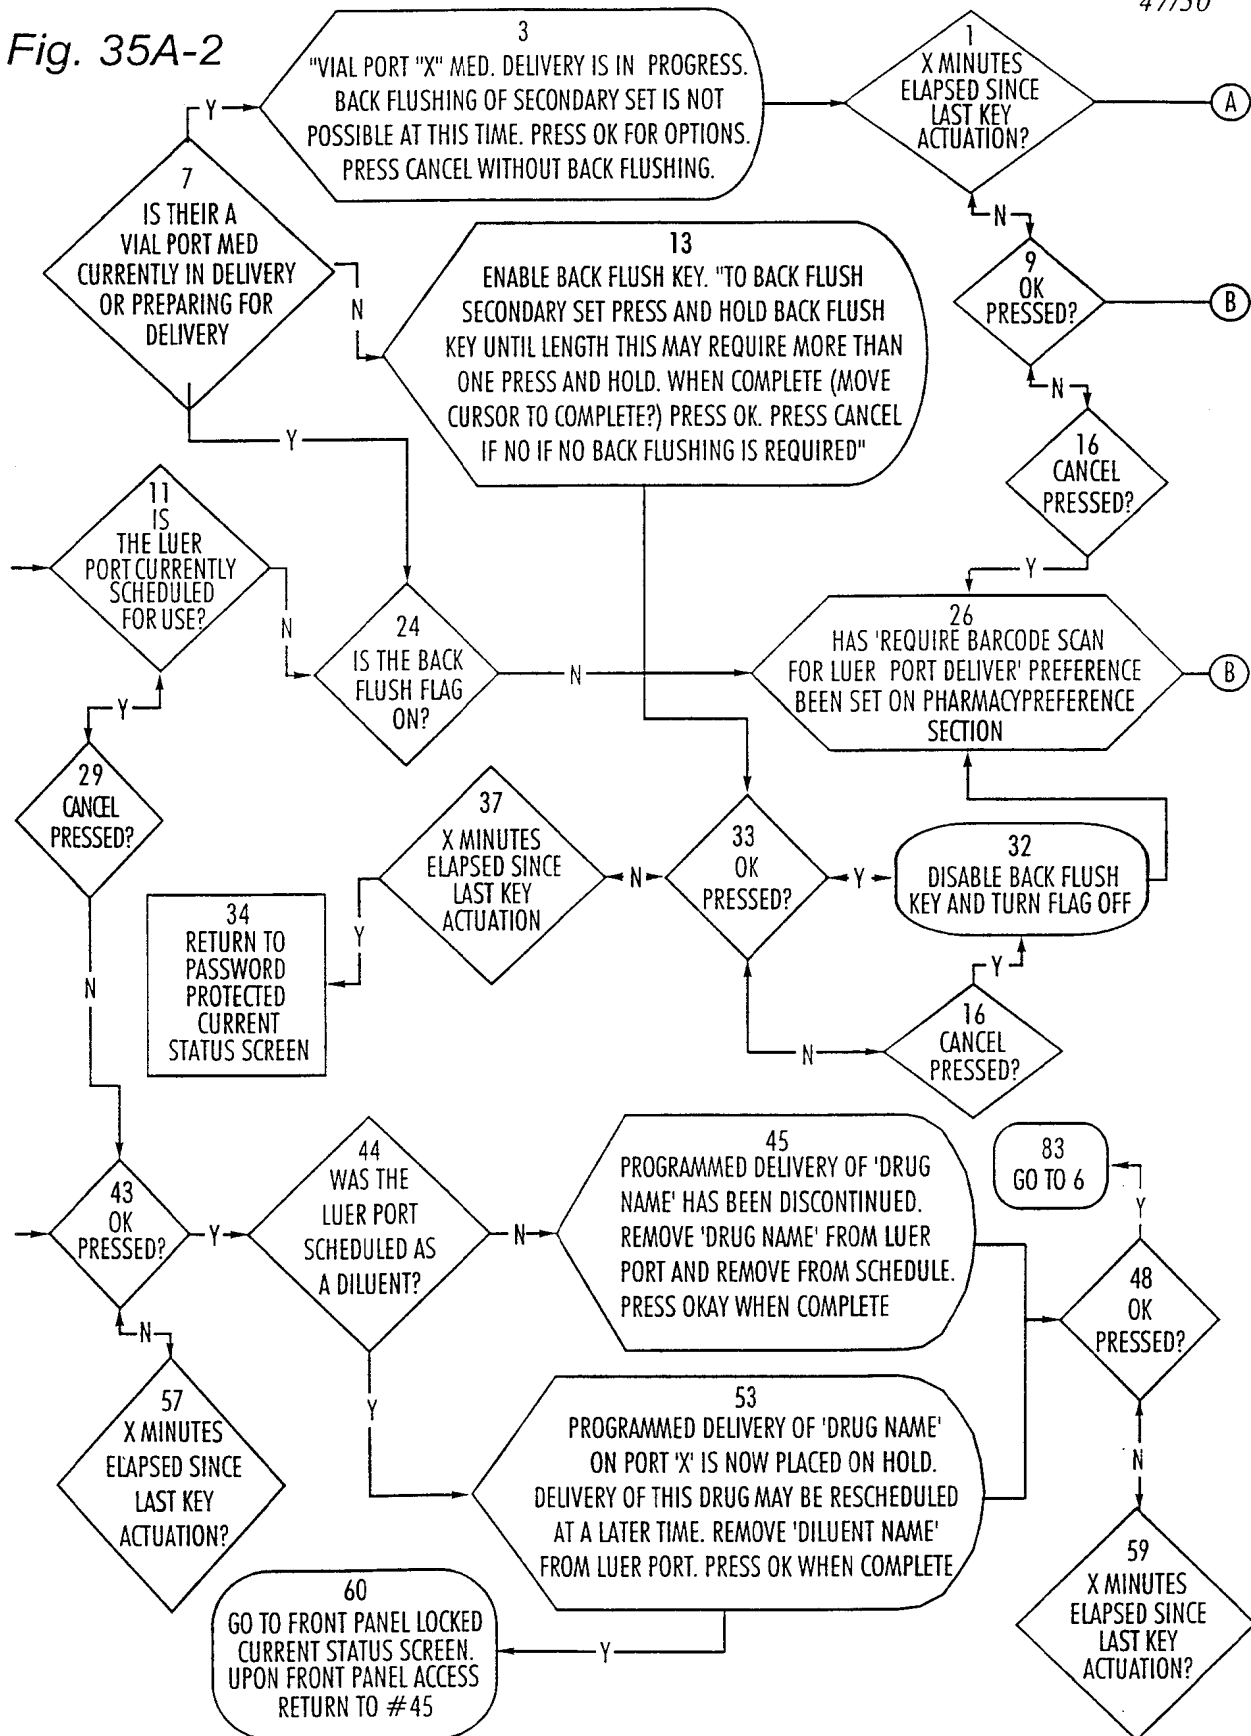 47/50
Fig. 35A-2
3
"VIAL PORT "X" MED. DELIVERY IS IN PROGRESS.
BACK FLUSHING OF SECONDARY SET IS NOT
POSSIBLE AT THIS TIME. PRESS OK FOR OPTIONS.
PRESS CANCEL WITHOUT BACK FLUSHING.
1
X MINUTES
ELAPSED SINCE
LAST KEY
ACTUATION?
A
Y
7
IS THEIR A
VIAL PORT MED
CURRENTLY IN DELIVERY
OR PREPARING FOR
DELIVERY
N
13
ENABLE BACK FLUSH KEY. "TO BACK FLUSH
SECONDARY SET PRESS AND HOLD BACK FLUSH
KEY UNTIL LENGTH THIS MAY REQUIRE MORE THAN
ONE PRESS AND HOLD. WHEN COMPLETE (MOVE
CURSOR TO COMPLETE?) PRESS OK. PRESS CANCEL
IF NO IF NO BACK FLUSHING IS REQUIRED"
N
9
OK
PRESSED?
B
N
16
CANCEL
PRESSED?
Y
Y
11
IS
THE LUER
PORT CURRENTLY
SCHEDULED
FOR USE?
N
24
IS THE BACK
FLUSH FLAG
ON?
N
26
HAS 'REQUIRE BARCODE SCAN
FOR LUER PORT DELIVER' PREFERENCE
BEEN SET ON PHARMACYPREFERENCE
SECTION
B
Y
29
CANCEL
PRESSED?
37
X MINUTES
ELAPSED SINCE
LAST KEY
ACTUATION
N
33
OK
PRESSED?
Y
32
DISABLE BACK FLUSH
KEY AND TURN FLAG OFF
34
RETURN TO
PASSWORD
PROTECTED
CURRENT
STATUS SCREEN
Y
Y
N
N
16
CANCEL
PRESSED?
43
OK
PRESSED?
Y
44
WAS THE
LUER PORT
SCHEDULED AS
A DILUENT?
N
45
PROGRAMMED DELIVERY OF 'DRUG
NAME' HAS BEEN DISCONTINUED.
REMOVE 'DRUG NAME' FROM LUER
PORT AND REMOVE FROM SCHEDULE.
PRESS OKAY WHEN COMPLETE
83
GO TO 6
Y
48
OK
PRESSED?
N
57
X MINUTES
ELAPSED SINCE
LAST KEY
ACTUATION?
Y
53
PROGRAMMED DELIVERY OF 'DRUG NAME'
ON PORT 'X' IS NOW PLACED ON HOLD.
DELIVERY OF THIS DRUG MAY BE RESCHEDULED
AT A LATER TIME. REMOVE 'DILUENT NAME'
FROM LUER PORT. PRESS OK WHEN COMPLETE
N
59
X MINUTES
ELAPSED SINCE
LAST KEY
ACTUATION?
60
GO TO FRONT PANEL LOCKED
CURRENT STATUS SCREEN.
UPON FRONT PANEL ACCESS
RETURN TO #45
Y